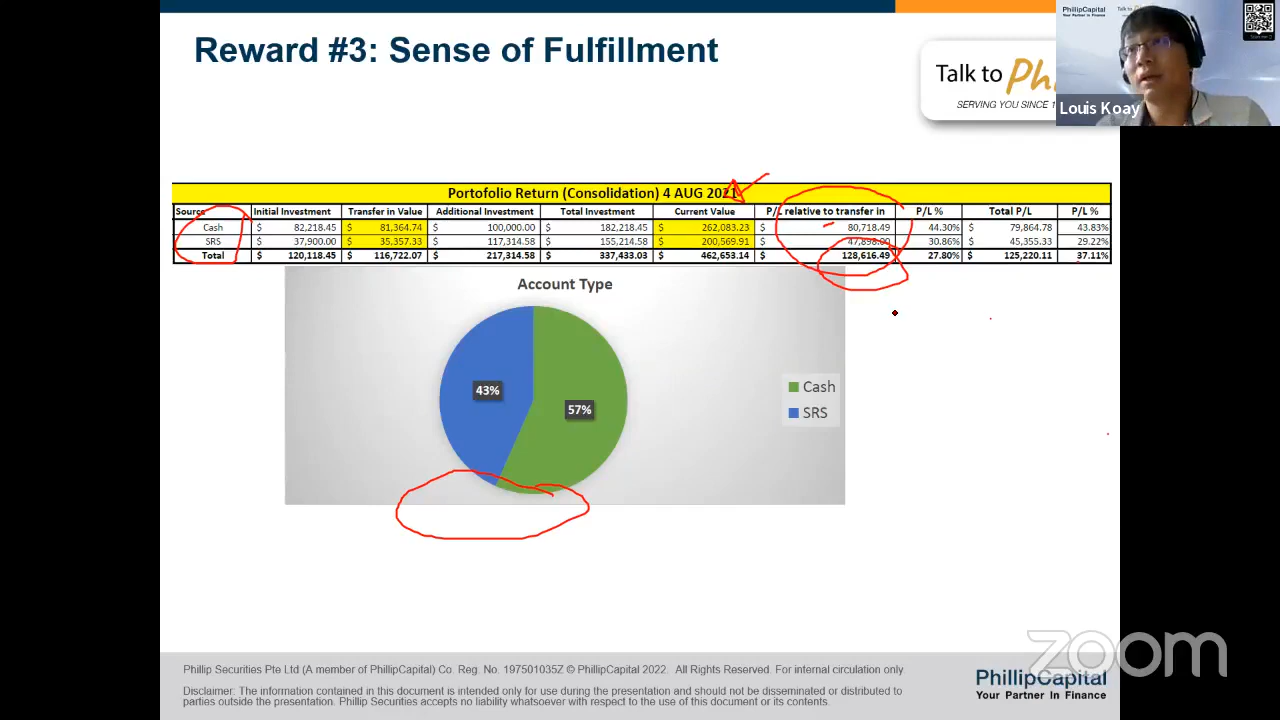 PhillipCapital
Your Partner in Finance
Reward #3: Sense of Fulfillment
Talk to
SERVING YOU SINCE
Louis Koay
Portofolio Return (Consolidation) 4 AUG 2021
Source Initial Investment Transfer in Value Additional Investment Total Investment Current Value P/L relative to transfer in P/L % Total P/L P/L %
Cash $ 82,218.45 $ 81,364.74 $ 100,000.00 $ 182,218.45 $ 262,083.23 $ 80,718.49 44.30% $ 79,864.78 43.83%
SRS $ 37,900.00 $ 35,357.33 $ 117,314.58 $ 155,214.58 $ 200,569.91 $ 47,898.00 30.86% $ 45,355.33 29.22%
Total $ 120,118.45 $ 116,722.07 $ 217,314.58 $ 337,433.03 $ 462,653.14 $ 128,616.49 27.80% $ 125,220.11 37.11%
Account Type
43%
57%
Cash
SRS
zoom
Phillip Securities Pte Ltd (A member of PhillipCapital) Co. Reg. No. 197501035Z © PhillipCapital 2022. All Rights Reserved. For internal circulation only.
Disclaimer: The information contained in this document is intended only for use during the presentation and should not be disseminated or distributed to
parties outside the presentation. Phillip Securities accepts no liability whatsoever with respect to the use of this document or its contents.
PhillipCapital
Your Partner In Finance